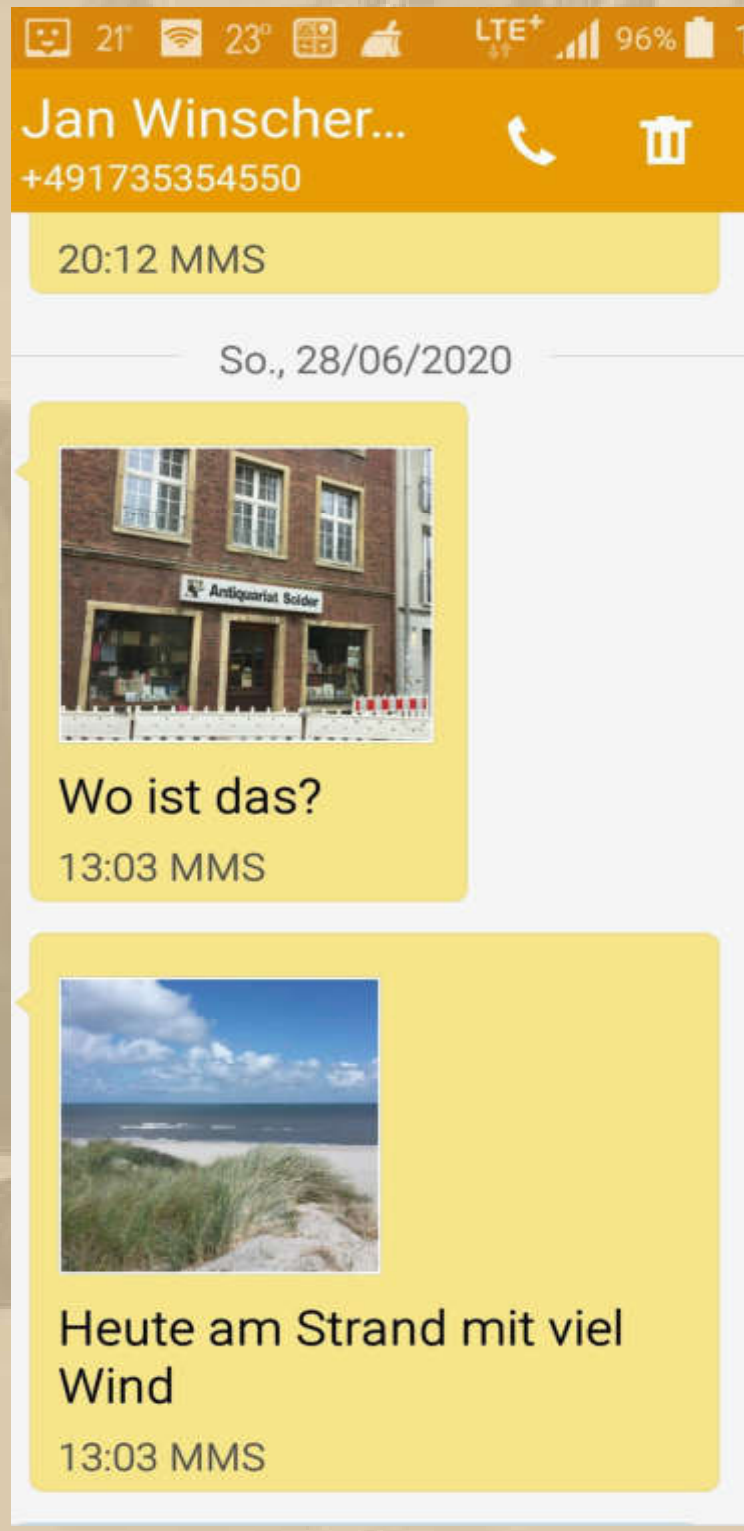 21° 23° LTE+ 96% 1
Jan Winscher...
+491735354550
20:12 MMS
So., 28/06/2020
Antiquariat Solder
Wo ist das?
13:03 MMS
Heute am Strand mit viel
Wind
13:03 MMS